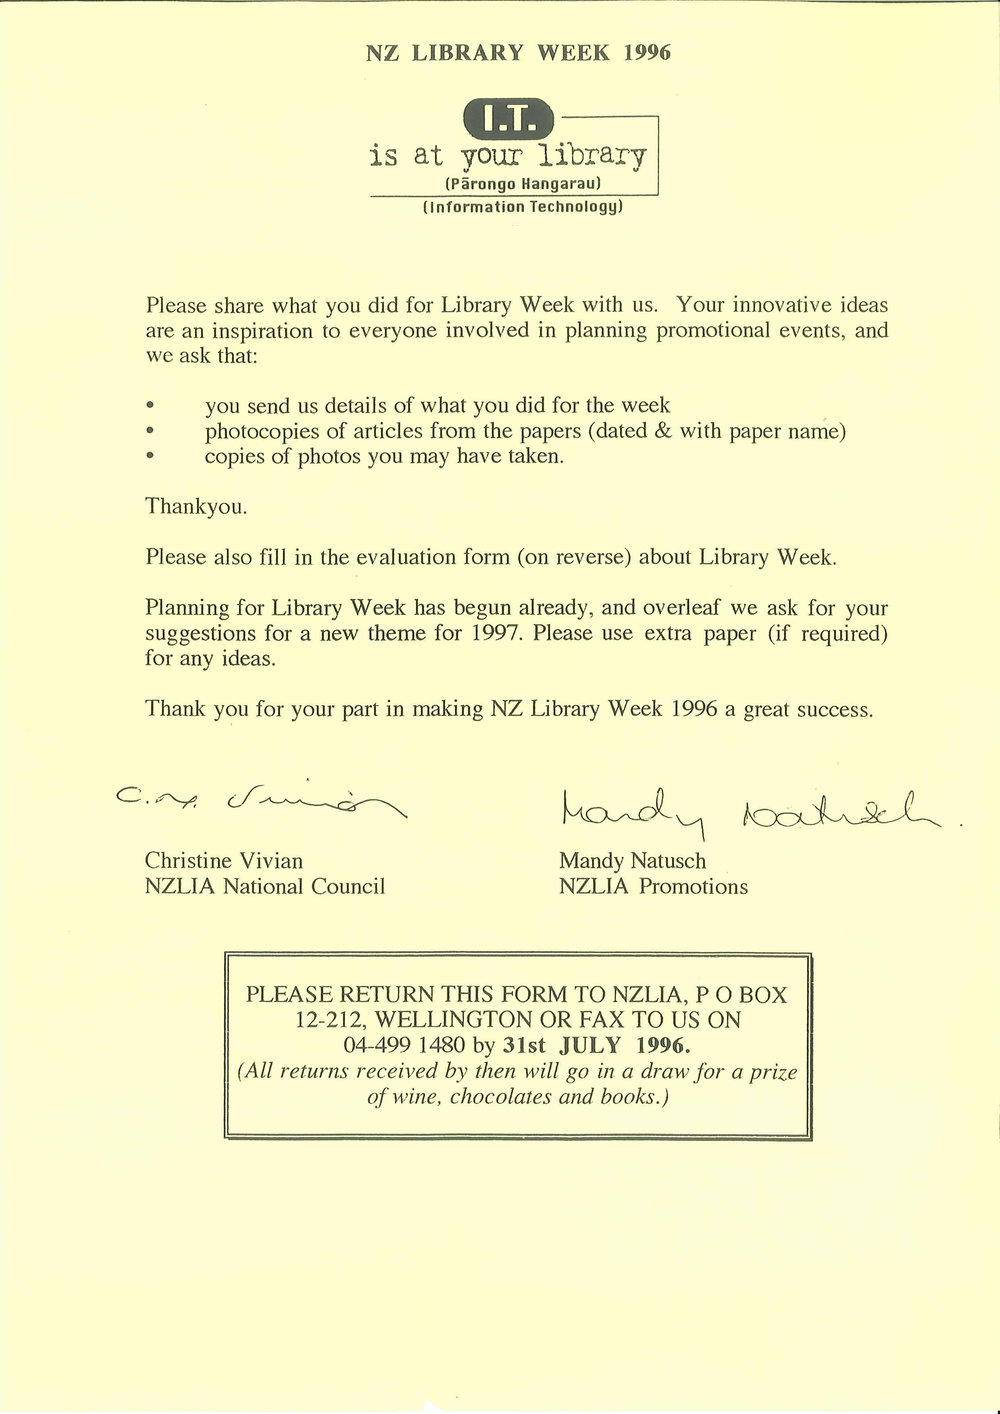 NZ LIBRARY WEEK 1996
I.T.
is at your library
(Pārongo Hangarau)
(Information Technology)
Please share what you did for Library Week with us. Your innovative ideas
are an inspiration to everyone involved in planning promotional events, and
we ask that:
• you send us details of what you did for the week
• photocopies of articles from the papers (dated & with paper name)
• copies of photos you may have taken.
Thankyou.
Please also fill in the evaluation form (on reverse) about Library Week.
Planning for Library Week has begun already, and overleaf we ask for your
suggestions for a new theme for 1997. Please use extra paper (if required)
for any ideas.
Thank you for your part in making NZ Library Week 1996 a great success.
Mandy Natusch.
Christine Vivian
NZLIA National Council
Mandy Natusch
NZLIA Promotions
PLEASE RETURN THIS FORM TO NZLIA, P O BOX
12-212, WELLINGTON OR FAX TO US ON
04-499 1480 by 31st JULY 1996.
(All returns received by then will go in a draw for a prize
of wine, chocolates and books.)